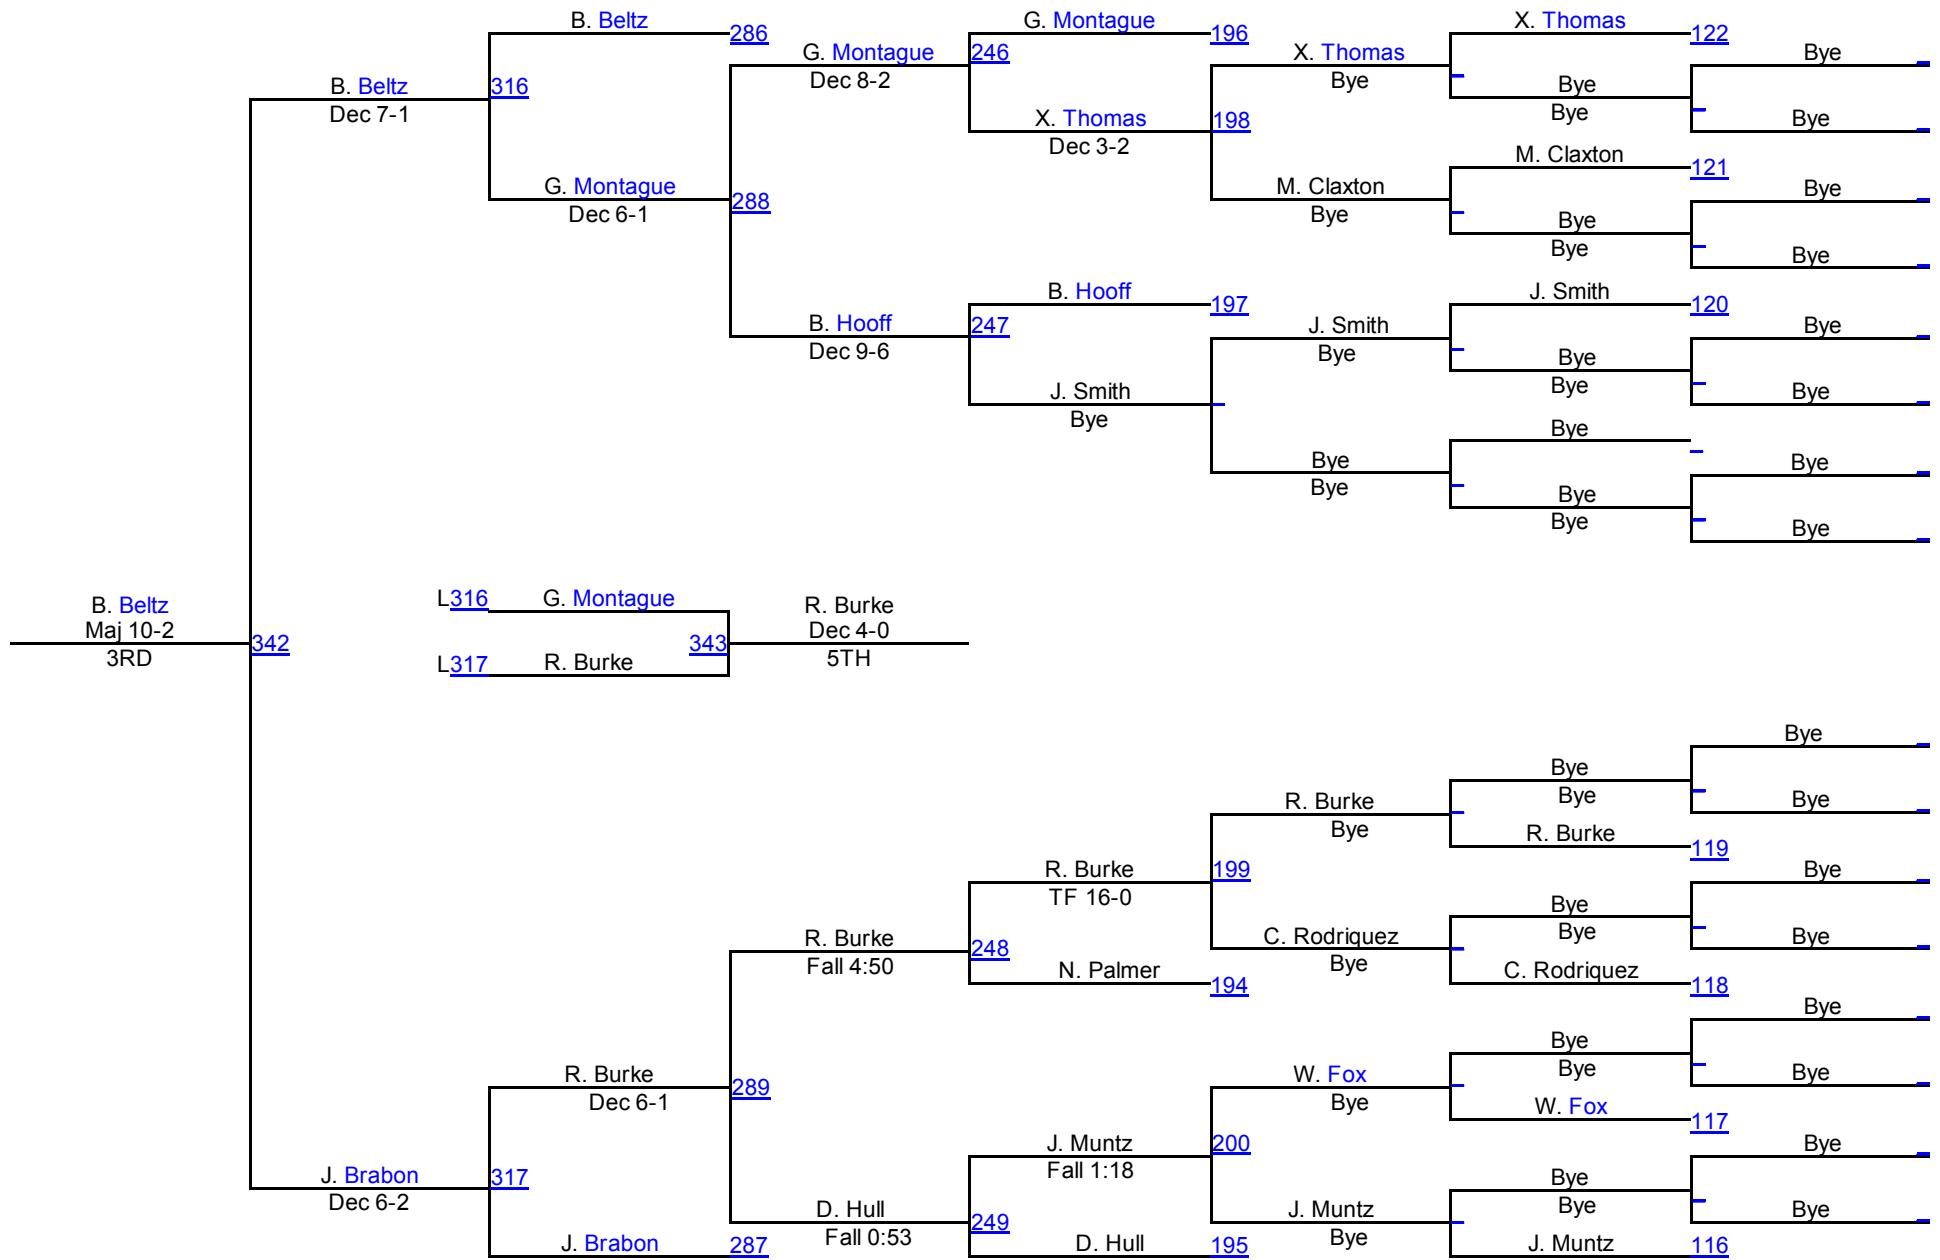 B. Beltz
286
G. Montague
196
X. Thomas
122
G. Montague
Dec 8-2
246
X. Thomas
Bye
Bye
B. Beltz
Dec 7-1
316
Bye
Bye
X. Thomas
Dec 3-2
198
Bye
M. Claxton
121
G. Montague
Dec 6-1
288
M. Claxton
Bye
Bye
Bye
Bye
Bye
B. Hooff
197
J. Smith
120
B. Hooff
Dec 9-6
247
J. Smith
Bye
Bye
Bye
Bye
J. Smith
Bye
Bye
Bye
Bye
Bye
Bye
Bye
Bye
Bye
B. Beltz
Maj 10-2
3RD
342
L316
G. Montague
343
L317
R. Burke
R. Burke
Dec 4-0
5TH
Bye
Bye
Bye
R. Burke
Bye
Bye
R. Burke
119
R. Burke
TF 16-0
199
Bye
Bye
Bye
R. Burke
Fall 4:50
248
C. Rodriquez
Bye
Bye
N. Palmer
194
C. Rodriquez
118
Bye
Bye
Bye
R. Burke
Dec 6-1
289
W. Fox
Bye
Bye
W. Fox
117
J. Muntz
Fall 1:18
200
Bye
J. Brabon
Dec 6-2
317
Bye
Bye
D. Hull
Fall 0:53
249
J. Muntz
Bye
Bye
J. Brabon
287
D. Hull
195
J. Muntz
116